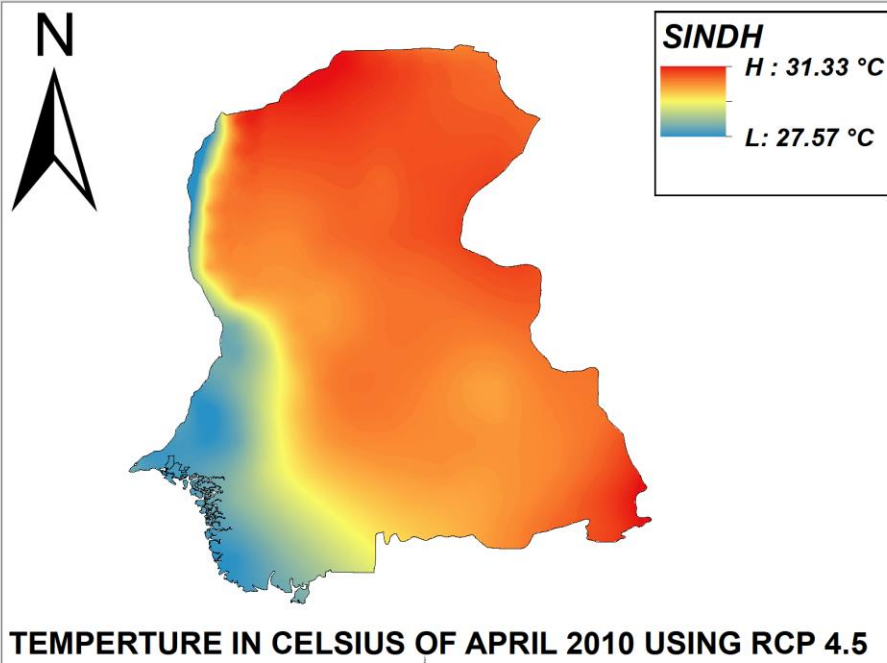 N
SINDH
H : 31.33 °C
L: 27.57 °C
TEMPERTURE IN CELSIUS OF APRIL 2010 USING RCP 4.5